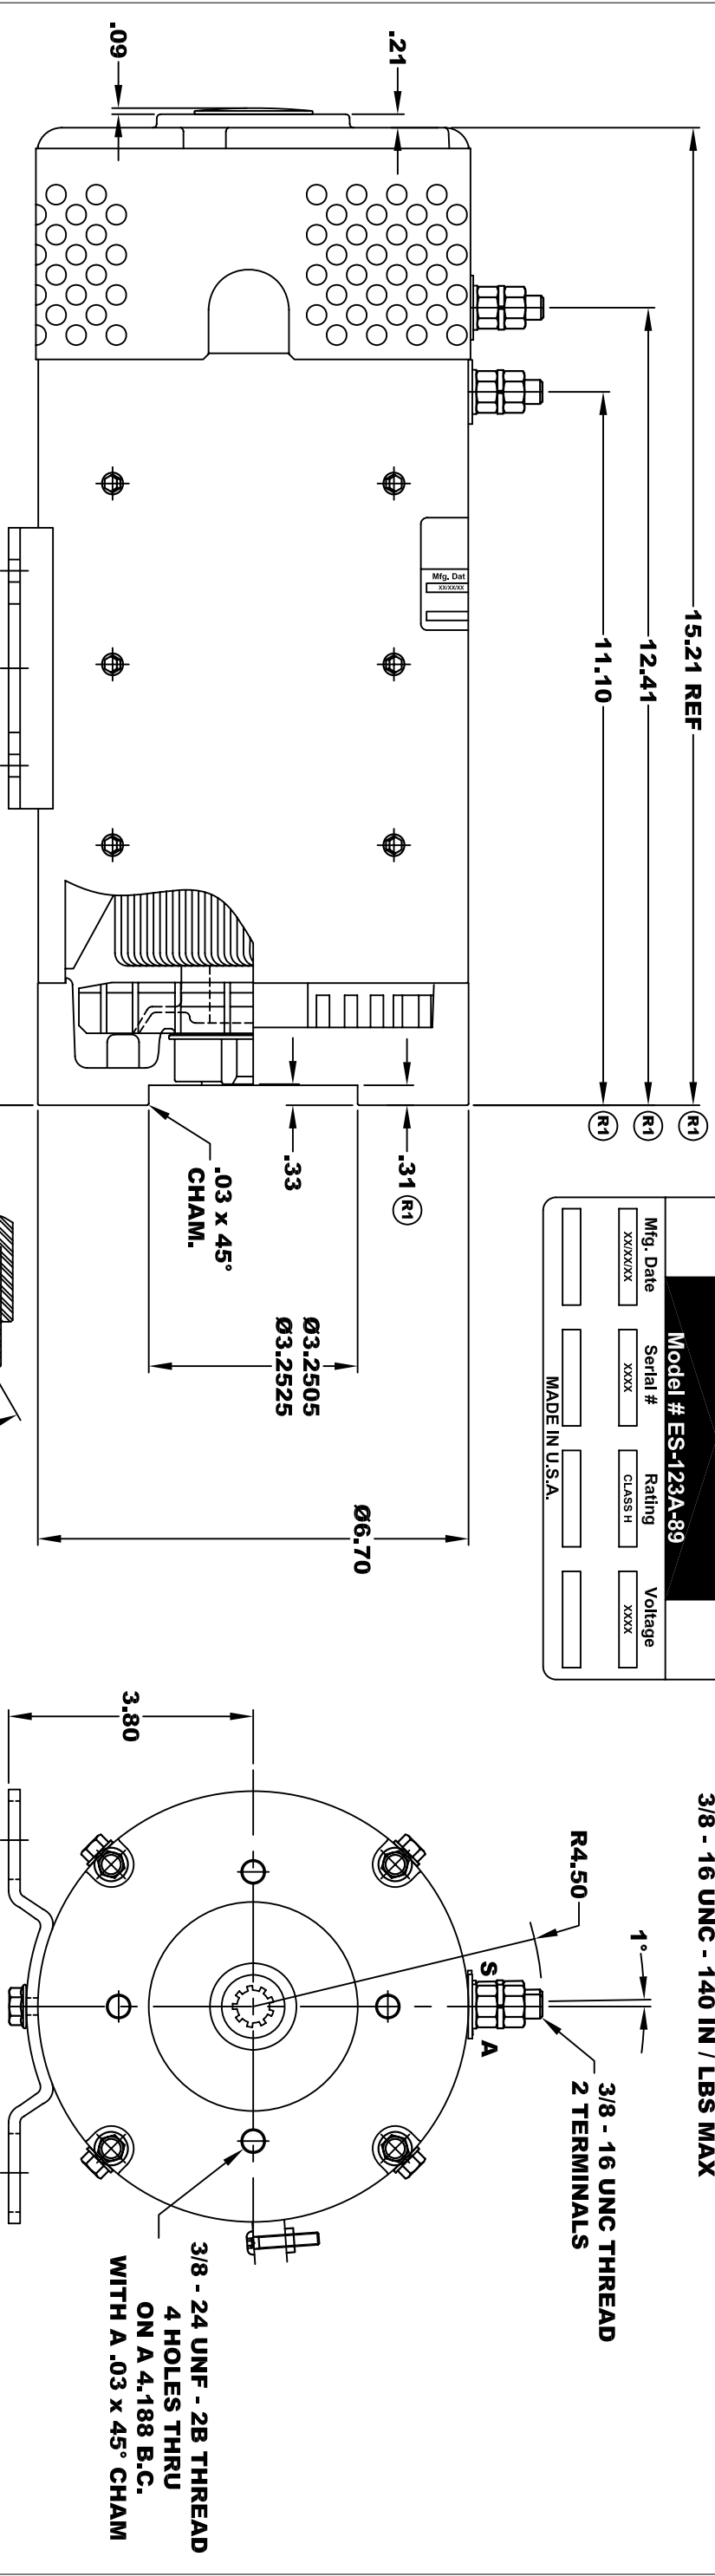 .09
.21
15.21 REF
12.41
11.10
R1
R1
R1
Mfg. Dat
XX/XX/XX
.31 R1
.33
.03 x 45°
CHAM.
Ø3.2505
Ø3.2525
Ø6.70
Model # ES-123A-89
Mfg. Date Serial # Rating Voltage
XX/XX/XX XXXX CLASS H XXXX
MADE IN U.S.A.
3/8 - 16 UNC - 140 IN / LBS MAX
1°
R4.50
3.80
S
A
3/8 - 16 UNC THREAD
2 TERMINALS
3/8 - 24 UNF - 2B THREAD
4 HOLES THRU
ON A 4.188 B.C.
WITH A .03 x 45° CHAM